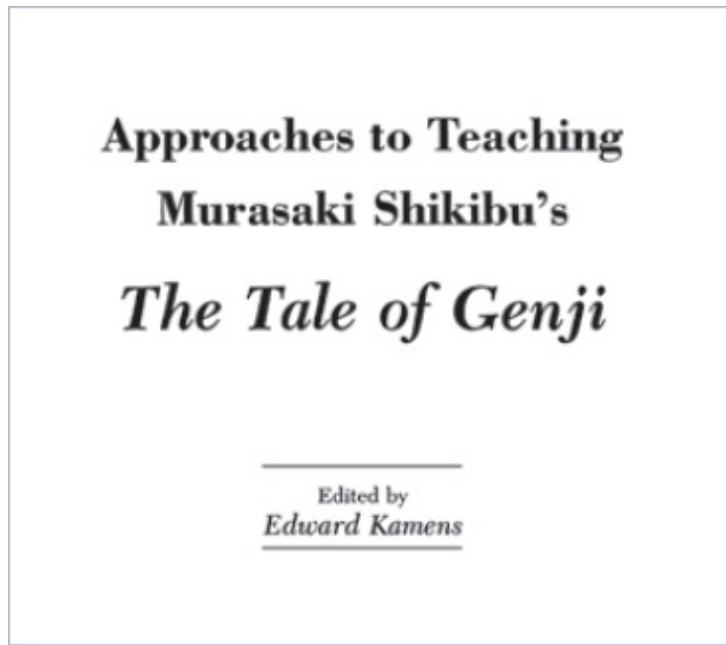 Approaches to Teaching
Murasaki Shikibu's
The Tale of Genji
Edited by
Edward Kamens